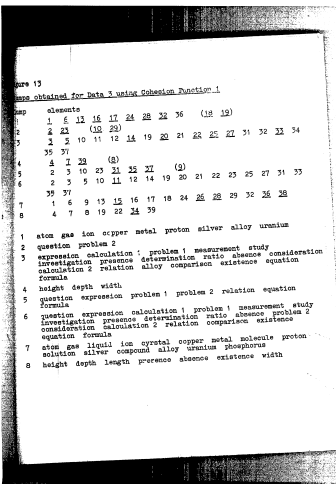 gure 13
umps obtained for Data 3 using Cohesion Function 1
ump elements
1 1 6 13 16 17 24 28 32 36 (18 19)
2 2 23 (10 29)
3 3 5 10 11 12 14 19 20 21 22 25 27 31 32 33 34
35 37
4 4 7 39 (8)
5 2 3 10 23 31 35 37 (9)
6 2 3 5 10 11 12 14 19 20 21 22 23 25 27 31 33
35 37
7 1 6 9 13 15 16 17 18 24 26 28 29 32 36 38
8 4 7 8 19 22 34 39
1 atom gas ion copper metal proton silver alloy uranium
2 question problem 2
3 expression calculation 1 problem 1 measurement study
investigation presence determination ratio absence consideration
calculation 2 relation alloy comparison existence equation
formula
4 height depth width
5 question expression problem 1 problem 2 relation equation
formula
6 question expression calculation 1 problem 1 measurement study
investigation presence determination ratio absence problem 2
consideration calculation 2 relation comparison existence
equation formula
7 atom gas liquid ion cyrstal copper metal molecule proton
solution silver compound alloy uranium phosphorus
8 height depth length presence absence existence width